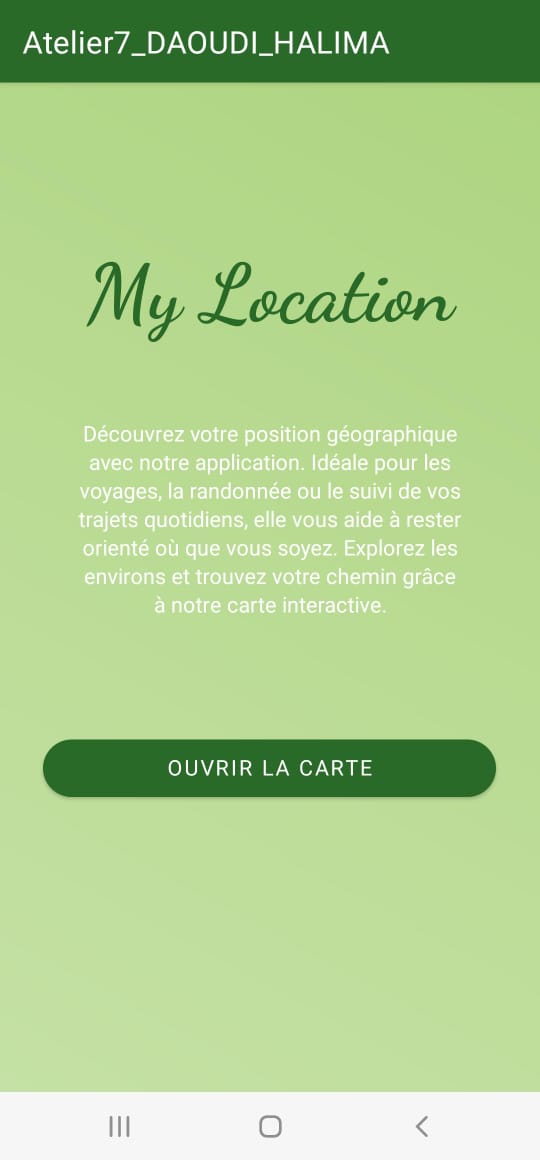 Atelier7_DAOUDI_HALIMA
My Location
Découvrez votre position géographique
avec notre application. Idéale pour les
voyages, la randonnée ou le suivi de vos
trajets quotidiens, elle vous aide à rester
orienté où que vous soyez. Explorez les
environs et trouvez votre chemin grâce
à notre carte interactive.
OUVRIR LA CARTE